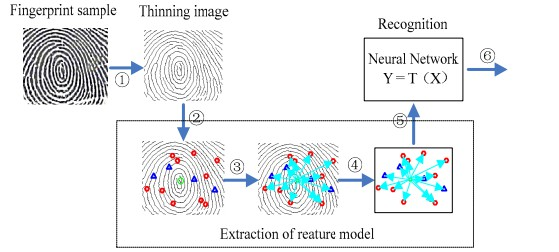 Fingerprint sample
Thinning image
Recognition
①
Neural Network
Y=T（X）
⑥
②
⑤
③
④
Extraction of reature model